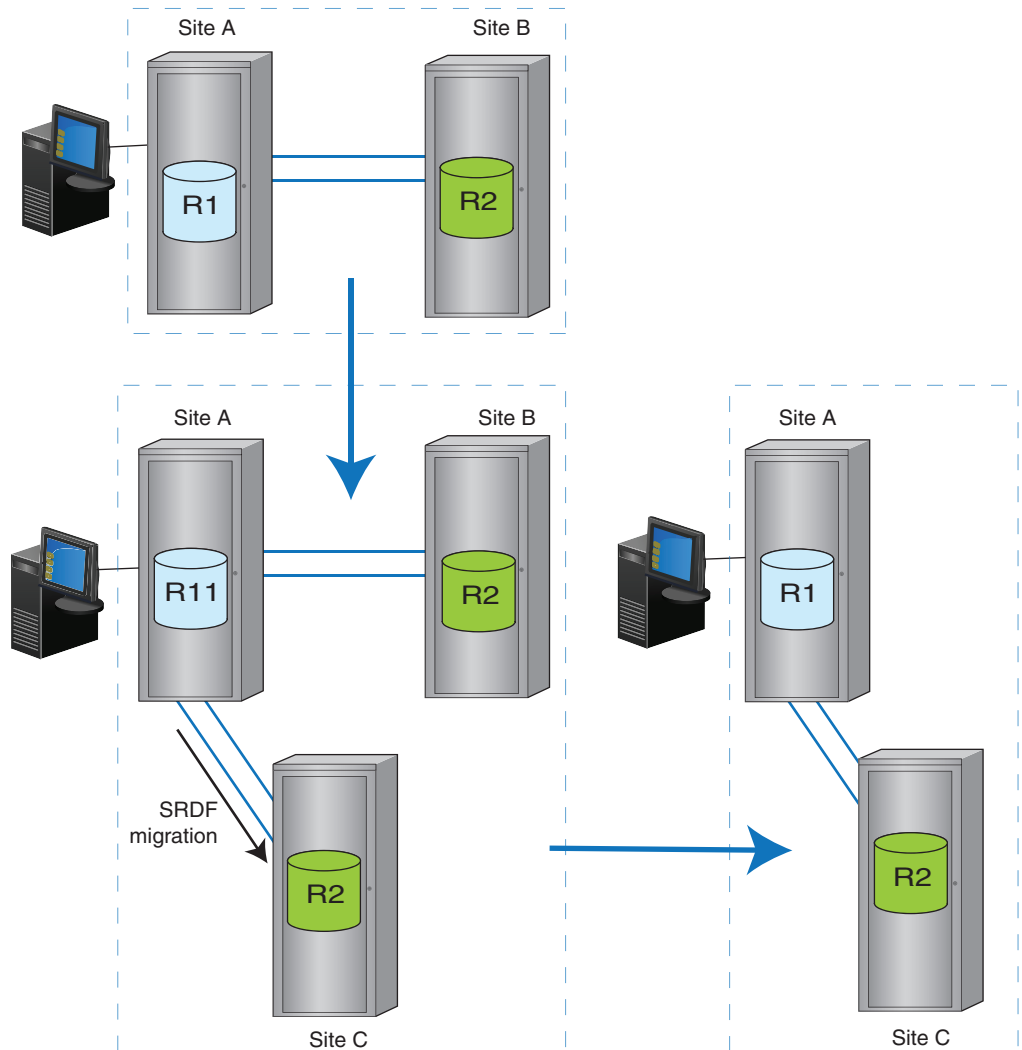 Site A
Site B
R1
R2
Site A
Site B
R11
R2
SRDF
migration
R2
Site C
Site A
R1
R2
Site C